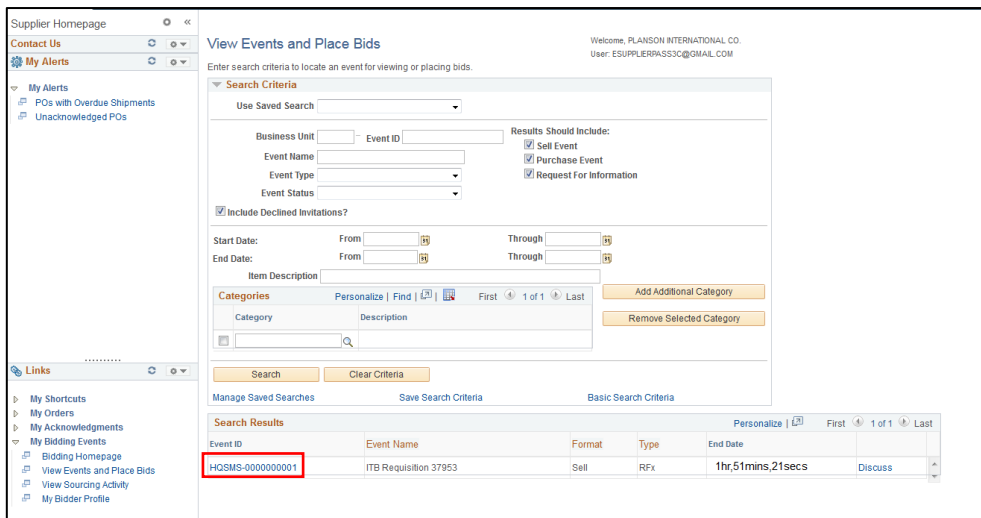 Supplier Homepage
Contact Us
My Alerts
My Alerts
POs with Overdue Shipments
Unacknowledged POs
Links
My Shortcuts
My Orders
My Acknowledgments
My Bidding Events
Bidding Homepage
View Events and Place Bids
View Sourcing Activity
My Bidder Profile
View Events and Place Bids
Welcome, PLANSON INTERNATIONAL CO.
User: ESUPPLIERPASS3C@GMAIL.COM
Enter search criteria to locate an event for viewing or placing bids.
Search Criteria
Use Saved Search
Business Unit – Event ID
Event Name
Event Type
Event Status
Results Should Include:
Sell Event
Purchase Event
Request For Information
Include Declined Invitations?
Start Date: From Through
End Date: From Through
Item Description
Categories Personalize | Find | First 1 of 1 Last
Category Description
Add Additional Category
Remove Selected Category
Search Clear Criteria
Manage Saved Searches Save Search Criteria Basic Search Criteria
Search Results Personalize | First 1 of 1 Last
Event ID Event Name Format Type End Date
HQSMS-0000000001 ITB Requisition 37953 Sell RFx 1hr,51mins,21secs Discuss